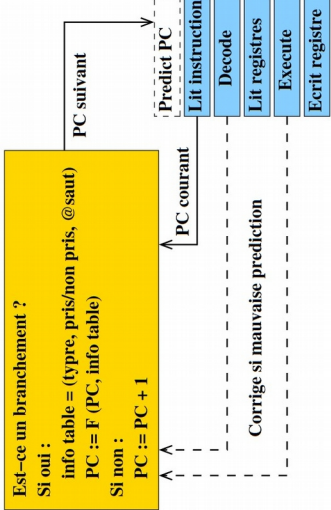 Est-ce un branchement ?
Si oui :
info table = (typre, pris/non pris, @saut)
PC := F (PC, info table)
Si non :
PC := PC + 1
PC suivant
PC courant
Corrige si mauvaise prediction
Predict PC
Lit instruction
Decode
Lit registres
Execute
Ecrit registre